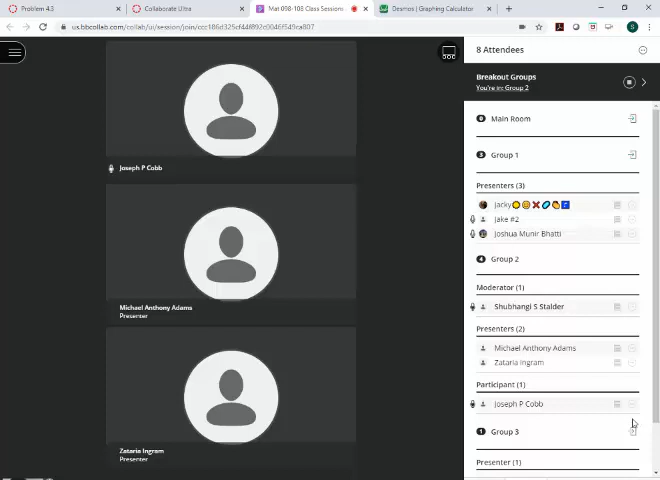 Problem 4.3
Collaborate Ultra
Mat 098-108 Class Sessions
Desmos | Graphing Calculator
us.bbcollab.com/collab/ui/session/join/ccc186d325cf44f892c0046f549ca807
8 Attendees
Breakout Groups
You're in: Group 2
0 Main Room
3 Group 1
Presenters (3)
Jacky
Jake #2
Joshua Munir Bhatti
4 Group 2
Moderator (1)
Shubhangi S Stalder
Presenters (2)
Michael Anthony Adams
Zataria Ingram
Participant (1)
Joseph P Cobb
1 Group 3
Presenter (1)
Joseph P Cobb
Michael Anthony Adams
Presenter
Zataria Ingram
Presenter